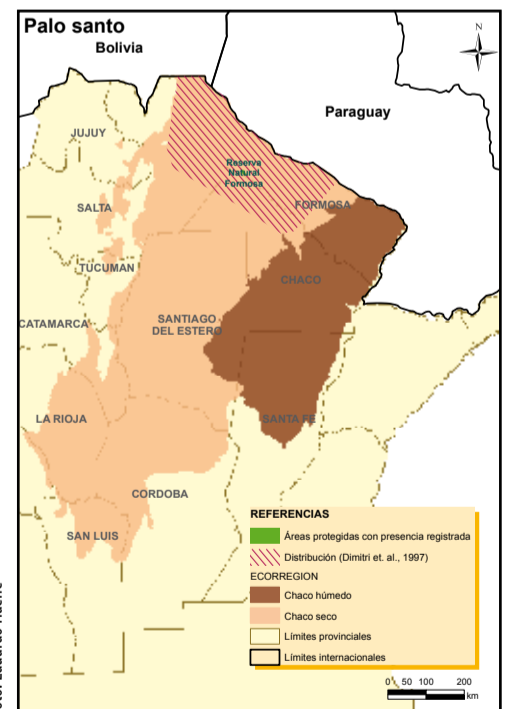 Palo santo
Bolivia
N
Paraguay
JUJUY
Reserva
Natural
Formosa
SALTA
FORMOSA
TUCUMAN
CHACO
SANTIAGO
DEL ESTERO
CATAMARCA
LA RIOJA
SANTA FE
CORDOBA
SAN LUIS
REFERENCIAS
Áreas protegidas con presencia registrada
Distribución (Dimitri et. al., 1997)
ECORREGION
Chaco húmedo
Chaco seco
Límites provinciales
Límites internacionales
0 50 100 200
km